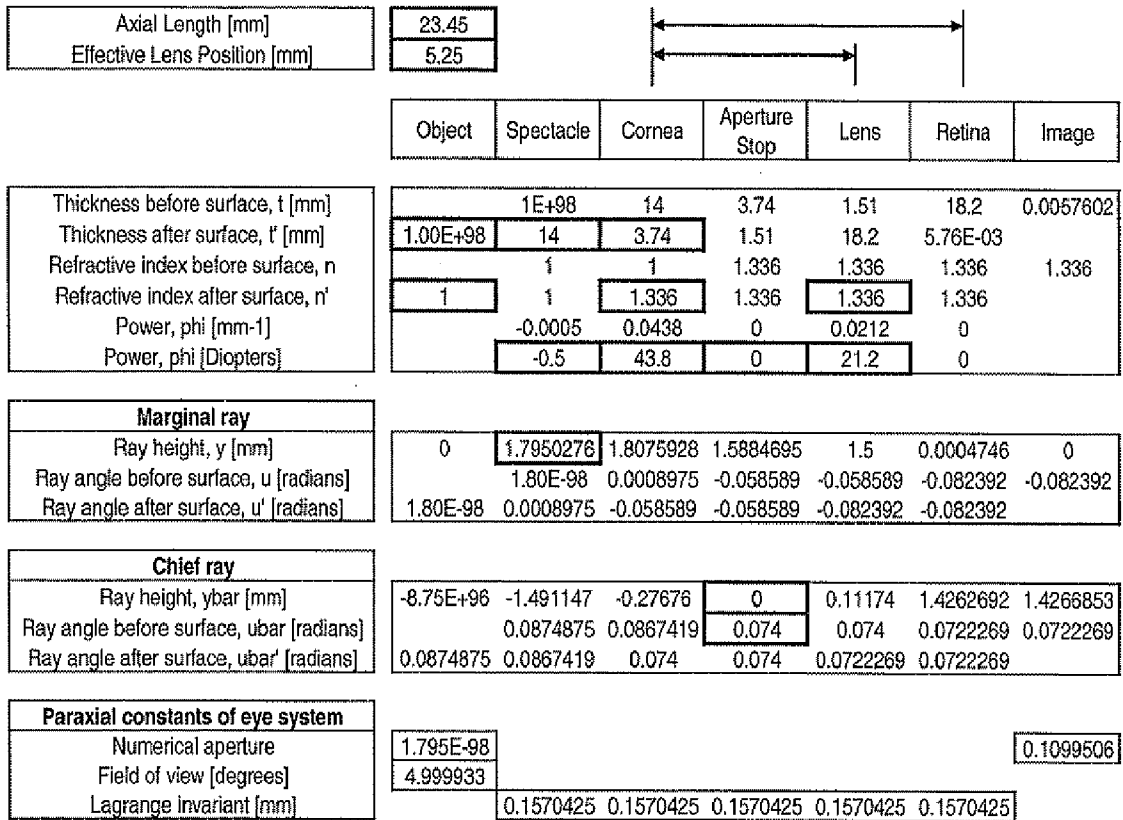 Axial Length [mm] 23.45
Effective Lens Position [mm] 5.25
Object Spectacle Cornea Aperture Stop Lens Retina Image
Thickness before surface, t [mm] 1E+98 14 3.74 1.51 18.2 0.0057602
Thickness after surface, t' [mm] 1.00E+98 14 3.74 1.51 18.2 5.76E-03
Refractive index before surface, n 1 1 1.336 1.336 1.336 1.336
Refractive index after surface, n' 1 1 1.336 1.336 1.336 1.336
Power, phi [mm-1] -0.0005 0.0438 0 0.0212 0
Power, phi [Diopters] -0.5 43.8 0 21.2 0
Marginal ray
Ray height, y [mm] 0 1.7950276 1.8075928 1.5884695 1.5 0.0004746 0
Ray angle before surface, u [radians] 1.80E-98 0.0008975 -0.058589 -0.058589 -0.082392 -0.082392
Ray angle after surface, u' [radians] 1.80E-98 0.0008975 -0.058589 -0.058589 -0.082392 -0.082392
Chief ray
Ray height, ybar [mm] -8.75E+96 -1.491147 -0.27676 0 0.11174 1.4262692 1.4266853
Ray angle before surface, ubar [radians] 0.0874875 0.0867419 0.074 0.074 0.0722269 0.0722269
Ray angle after surface, ubar' [radians] 0.0874875 0.0867419 0.074 0.074 0.0722269 0.0722269
Paraxial constants of eye system
Numerical aperture 1.795E-98 0.1099506
Field of view [degrees] 4.999933
Lagrange invariant [mm] 0.1570425 0.1570425 0.1570425 0.1570425 0.1570425